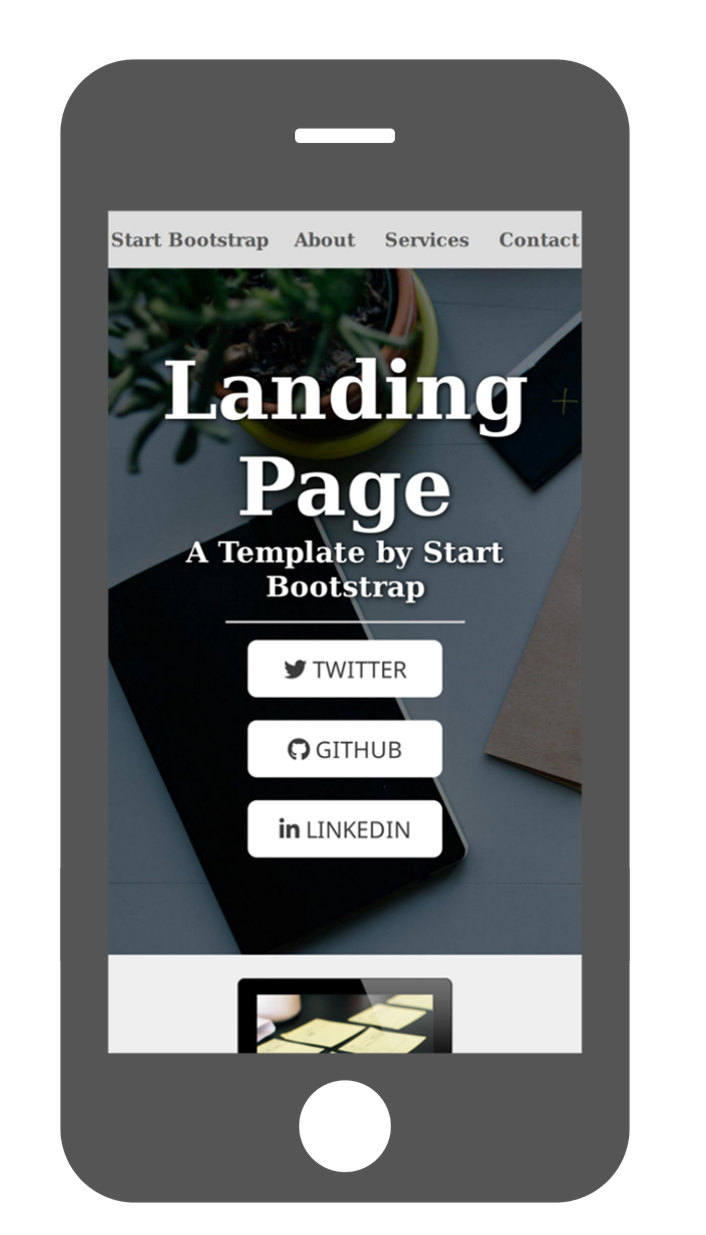 Start Bootstrap About Services Contact
Landing
Page
A Template by Start
Bootstrap
TWITTER
GITHUB
in LINKEDIN